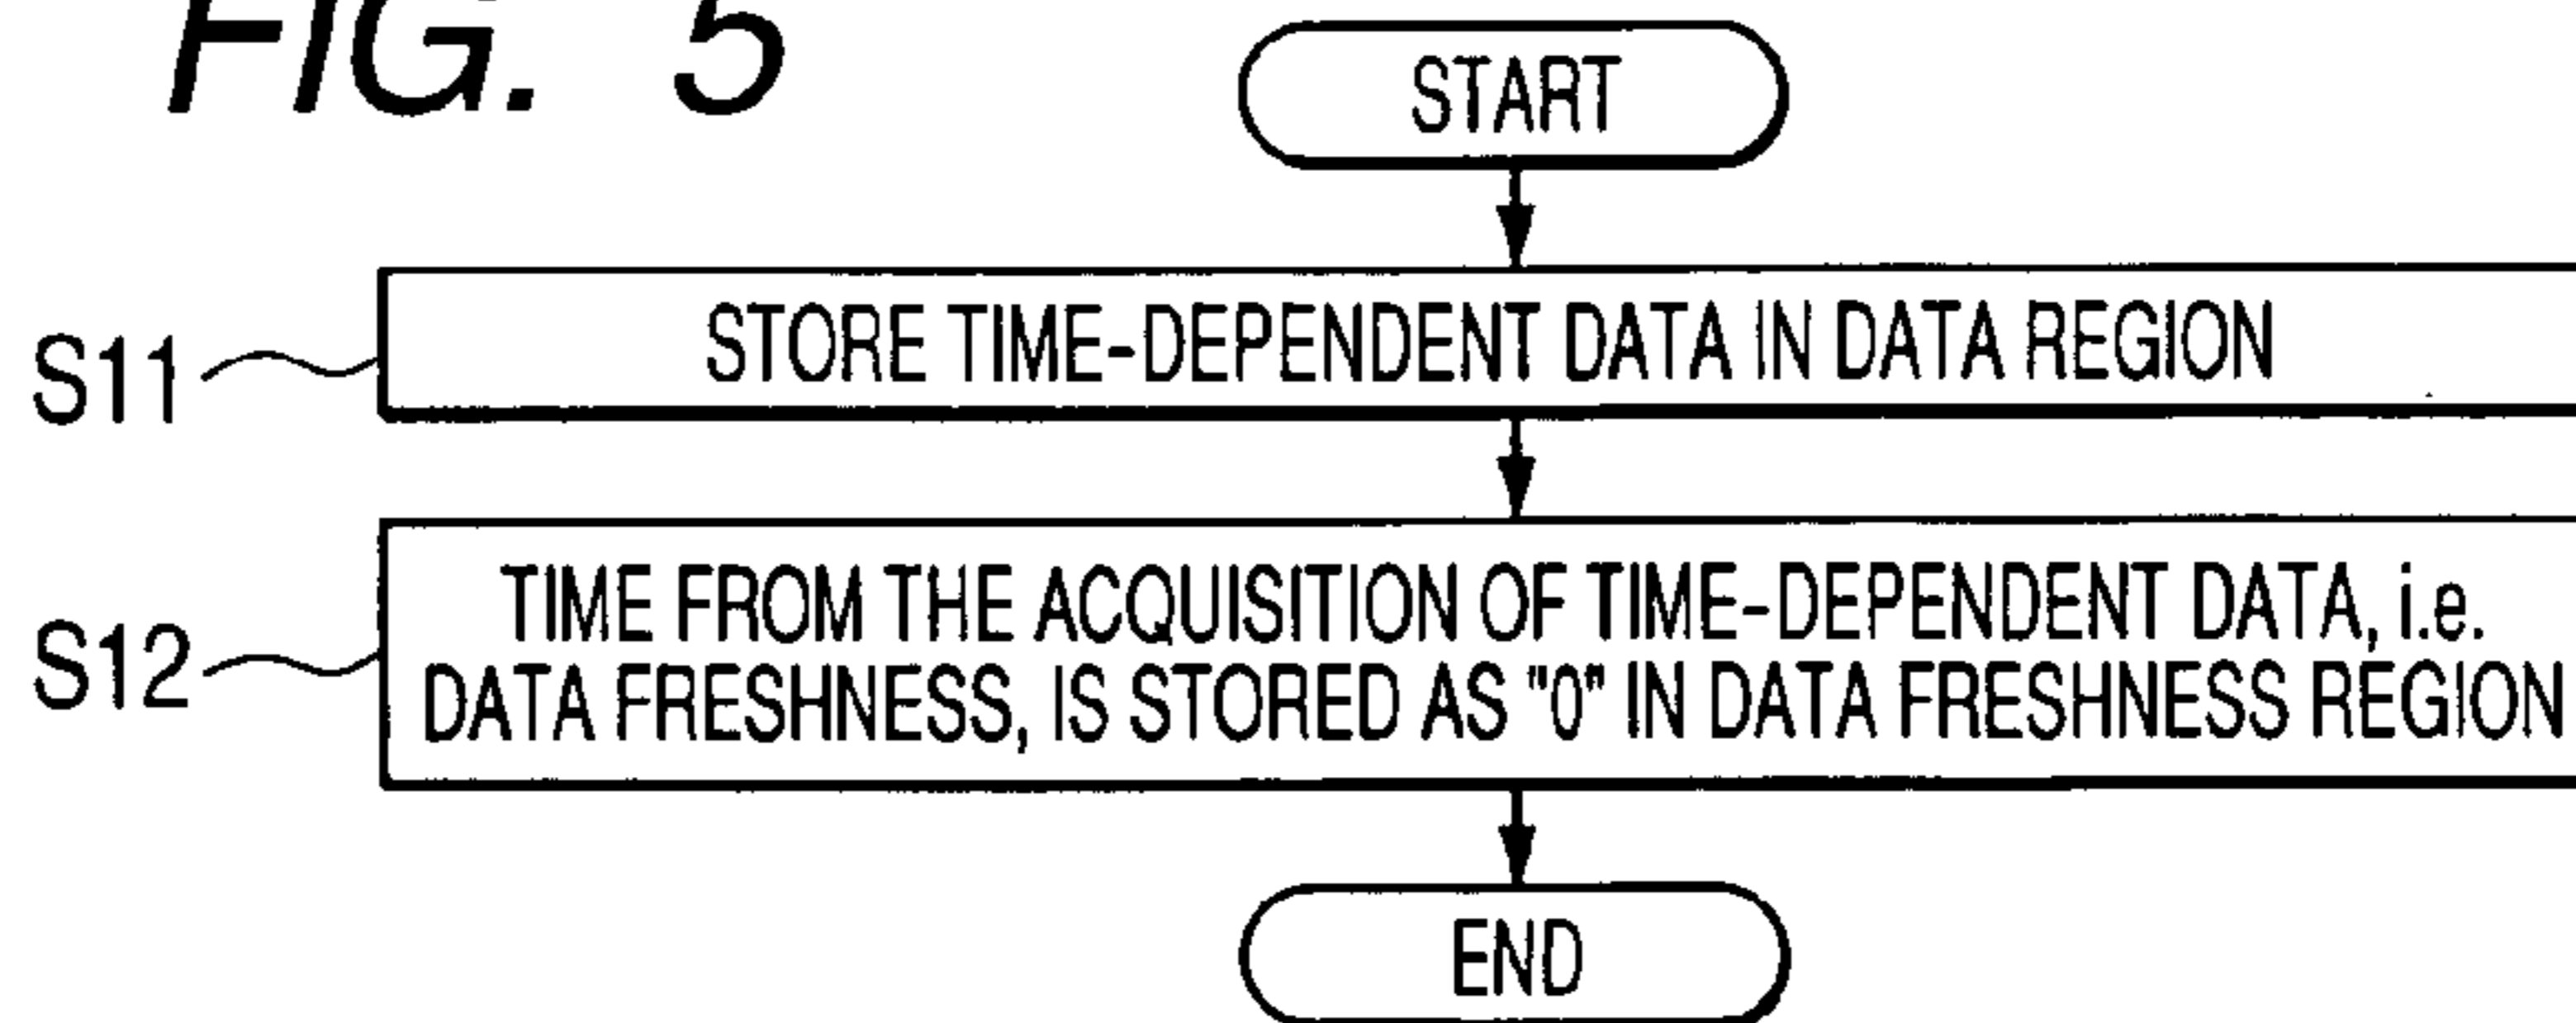 FIG. 5
START
S11
STORE TIME-DEPENDENT DATA IN DATA REGION
S12
TIME FROM THE ACQUISITION OF TIME-DEPENDENT DATA, i.e.
DATA FRESHNESS, IS STORED AS "0" IN DATA FRESHNESS REGION
END